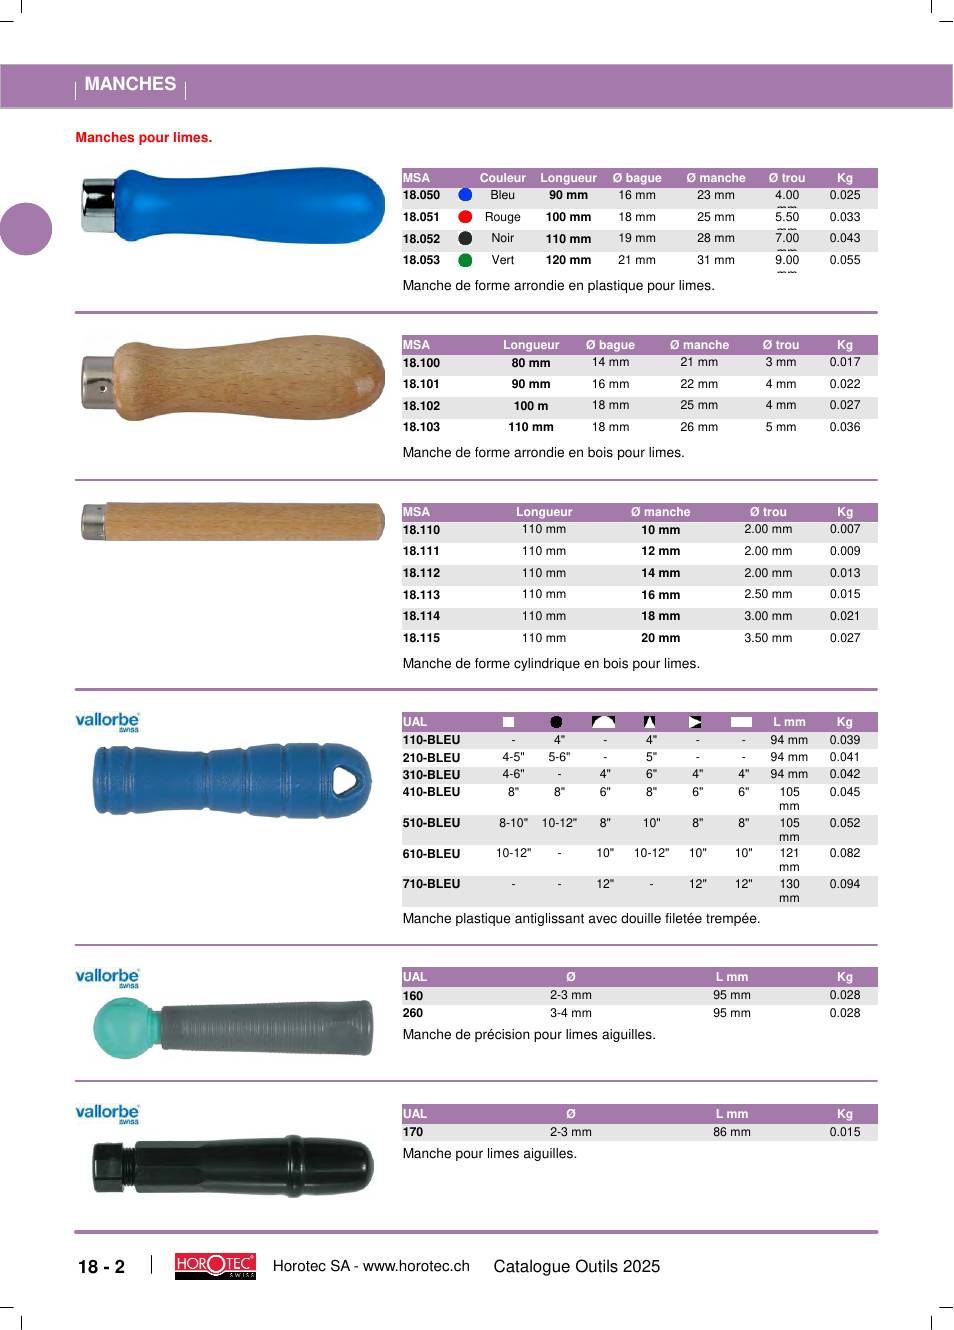 MANCHES
Manches pour limes.
MSA Couleur Longueur Ø bague Ø manche Ø trou Kg
18.050 Bleu 90 mm 16 mm 23 mm 4.00 mm 0.025
18.051 Rouge 100 mm 18 mm 25 mm 5.50 mm 0.033
18.052 Noir 110 mm 19 mm 28 mm 7.00 mm 0.043
18.053 Vert 120 mm 21 mm 31 mm 9.00 mm 0.055
Manche de forme arrondie en plastique pour limes.
MSA Longueur Ø bague Ø manche Ø trou Kg
18.100 80 mm 14 mm 21 mm 3 mm 0.017
18.101 90 mm 16 mm 22 mm 4 mm 0.022
18.102 100 m 18 mm 25 mm 4 mm 0.027
18.103 110 mm 18 mm 26 mm 5 mm 0.036
Manche de forme arrondie en bois pour limes.
MSA Longueur Ø manche Ø trou Kg
18.110 110 mm 10 mm 2.00 mm 0.007
18.111 110 mm 12 mm 2.00 mm 0.009
18.112 110 mm 14 mm 2.00 mm 0.013
18.113 110 mm 16 mm 2.50 mm 0.015
18.114 110 mm 18 mm 3.00 mm 0.021
18.115 110 mm 20 mm 3.50 mm 0.027
Manche de forme cylindrique en bois pour limes.
vallorbe
swiss
UAL L mm Kg
110-BLEU - 4" - 4" - - 94 mm 0.039
210-BLEU 4-5" 5-6" - 5" - - 94 mm 0.041
310-BLEU 4-6" - 4" 6" 4" 4" 94 mm 0.042
410-BLEU 8" 8" 6" 8" 6" 6" 105 mm 0.045
510-BLEU 8-10" 10-12" 8" 10" 8" 8" 105 mm 0.052
610-BLEU 10-12" - 10" 10-12" 10" 10" 121 mm 0.082
710-BLEU - - 12" - 12" 12" 130 mm 0.094
Manche plastique antiglissant avec douille filetée trempée.
vallorbe
swiss
UAL Ø L mm Kg
160 2-3 mm 95 mm 0.028
260 3-4 mm 95 mm 0.028
Manche de précision pour limes aiguilles.
vallorbe
swiss
UAL Ø L mm Kg
170 2-3 mm 86 mm 0.015
Manche pour limes aiguilles.
18 - 2 HOROTEC® SWISS Horotec SA - www.horotec.ch Catalogue Outils 2025